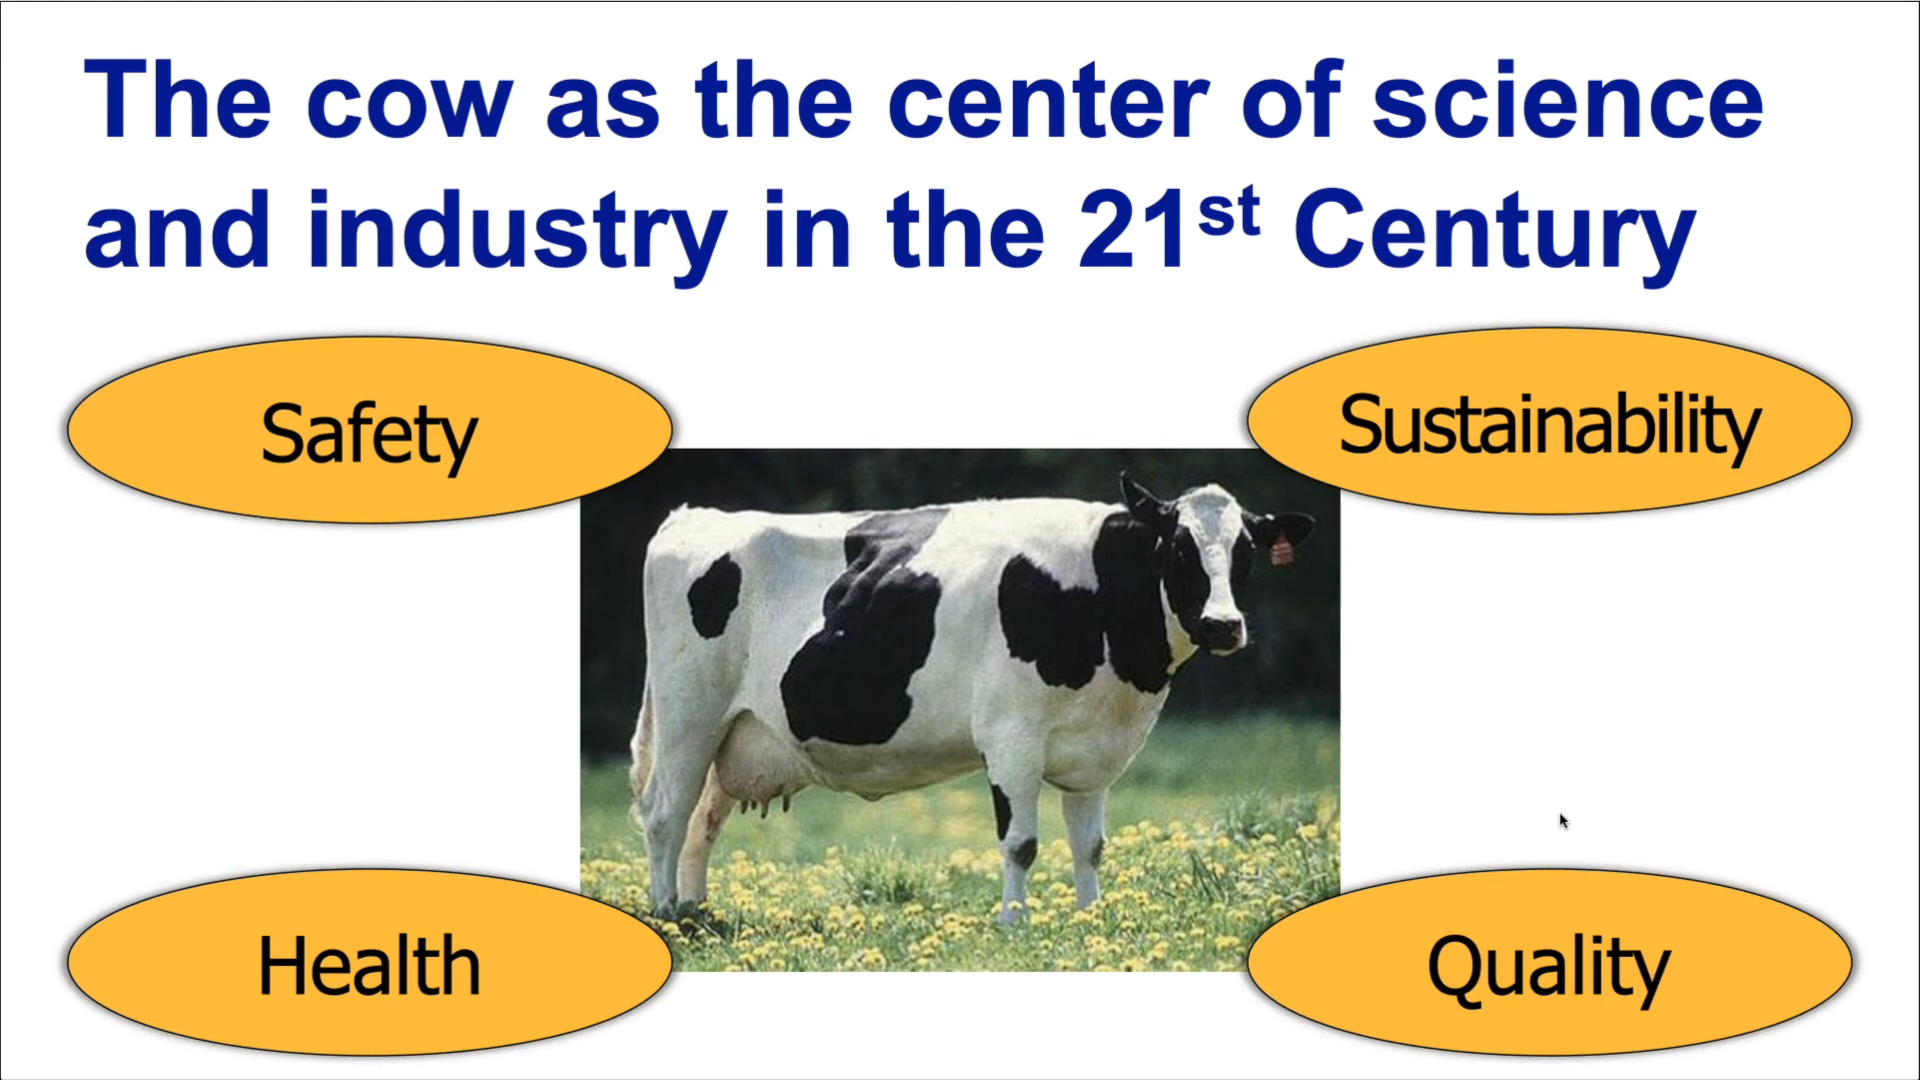 The cow as the center of science
and industry in the 21st Century
Safety
Sustainability
Health
Quality